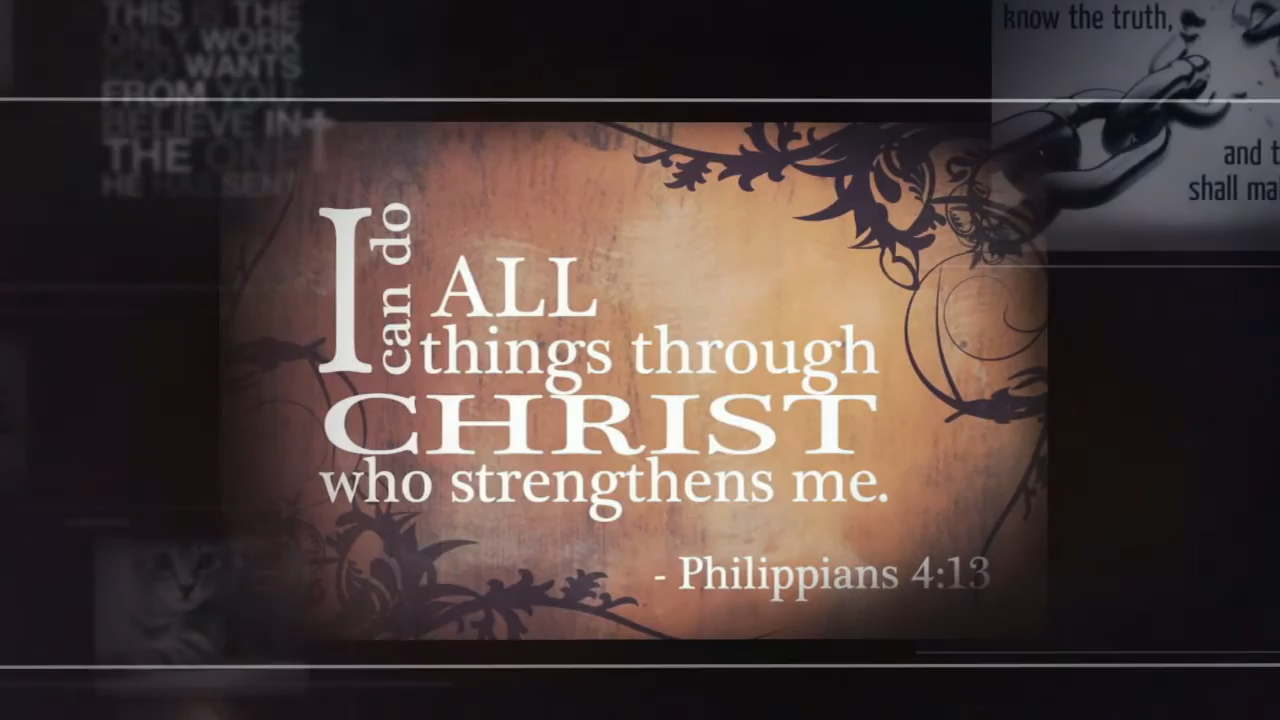 THIS IS THE
ONLY WORK
GOD WANTS
FROM YOU:
BELIEVE IN
THE ONE
HE HAS SENT
know the truth,
and t
shall ma
I can do ALL
things through
CHRIST
who strengthens me.
- Philippians 4:13